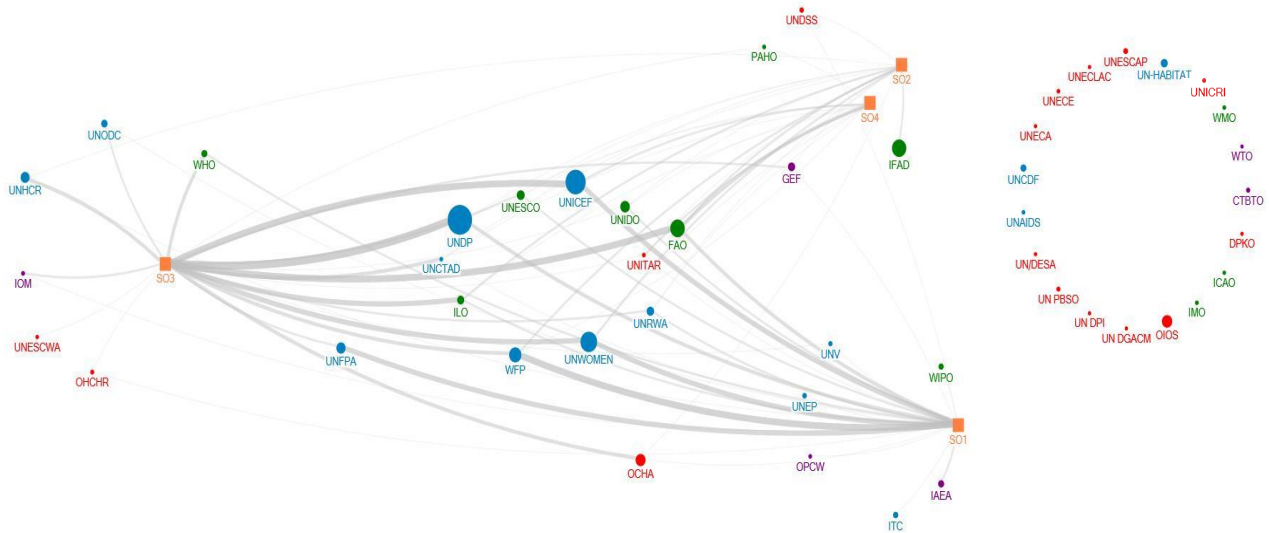 UNDSS
PAHO
SO2
SO4
UNODC
WHO
UNHCR
IFAD
GEF
UNICEF
UNESCO
UNIDO
UNDP
FAO
UNCTAD
UNITAR
SO3
IOM
ILO
UNRWA
UNESCWA
UNFPA
WFP
UNWOMEN
UNV
OHCHR
WIPO
UNEP
SO1
OCHA
OPCW
IAEA
ITC
UNESCAP
UN-HABITAT
UNECLAC
UNICRI
UNECE
WMO
UNECA
WTO
UNCDF
CTBTO
UNAIDS
DPKO
UN/DESA
ICAO
UN PBSO
IMO
UN DPI
UN DGACM
OIOS